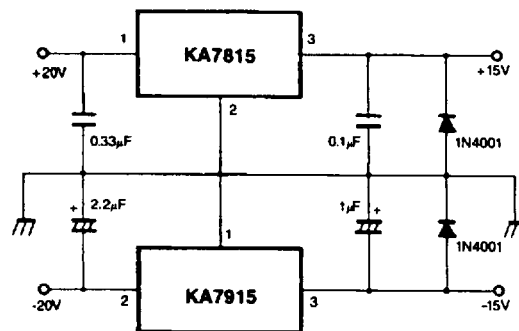 1
KA7815
3
+20V
+15V
2
0.33µF
0.1µF
1N4001
2.2µF
+
1µF
+
1N4001
1
-20V
2
KA7915
3
-15V